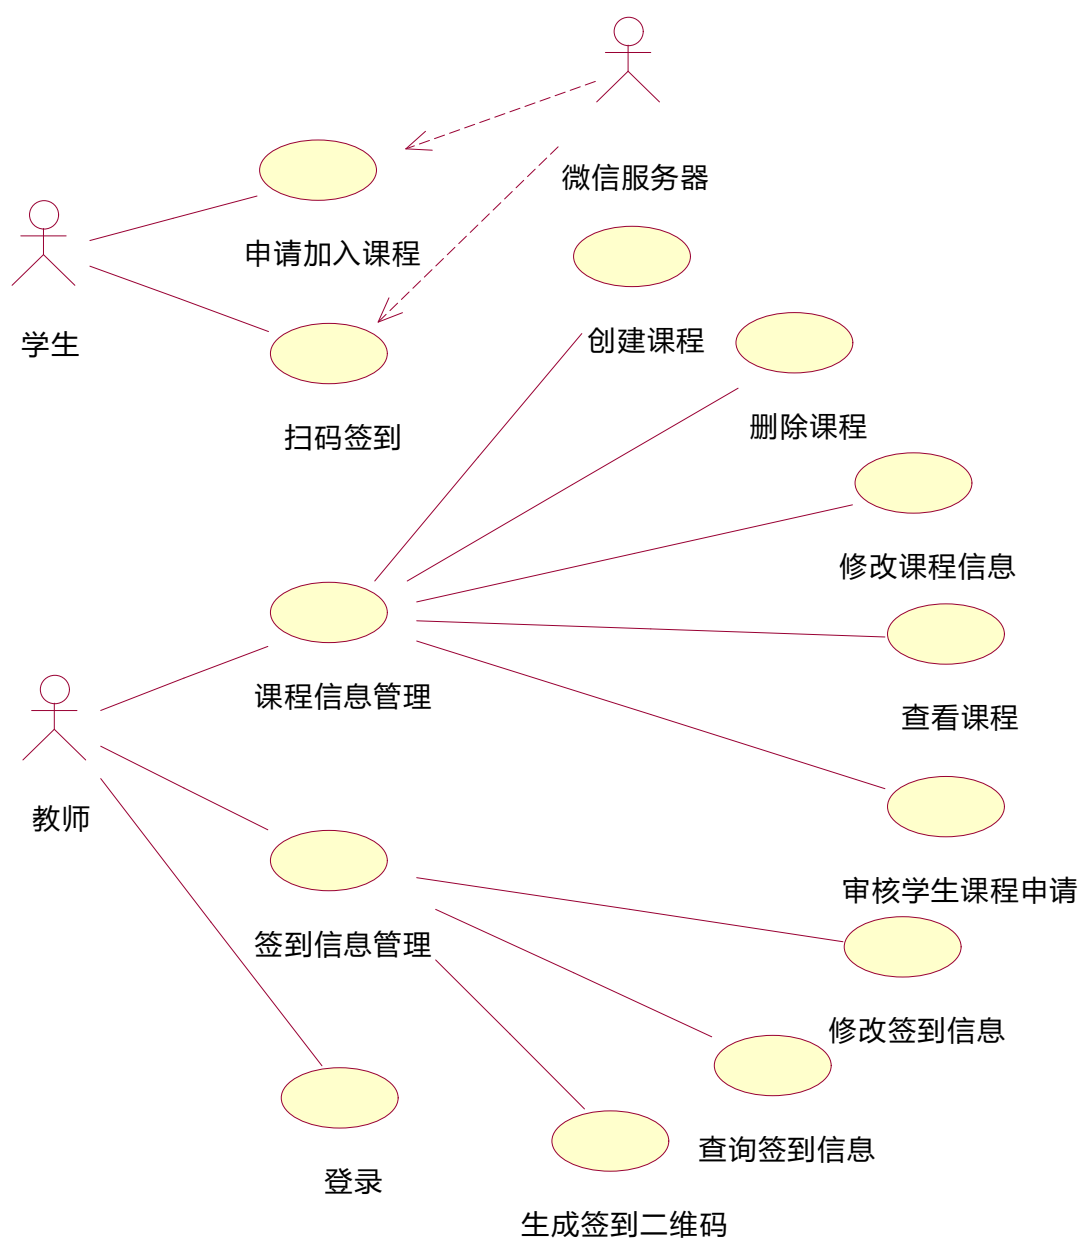 微信服务器
申请加入课程
学生
创建课程
扫码签到
删除课程
修改课程信息
课程信息管理
查看课程
教师
审核学生课程申请
签到信息管理
修改签到信息
查询签到信息
登录
生成签到二维码